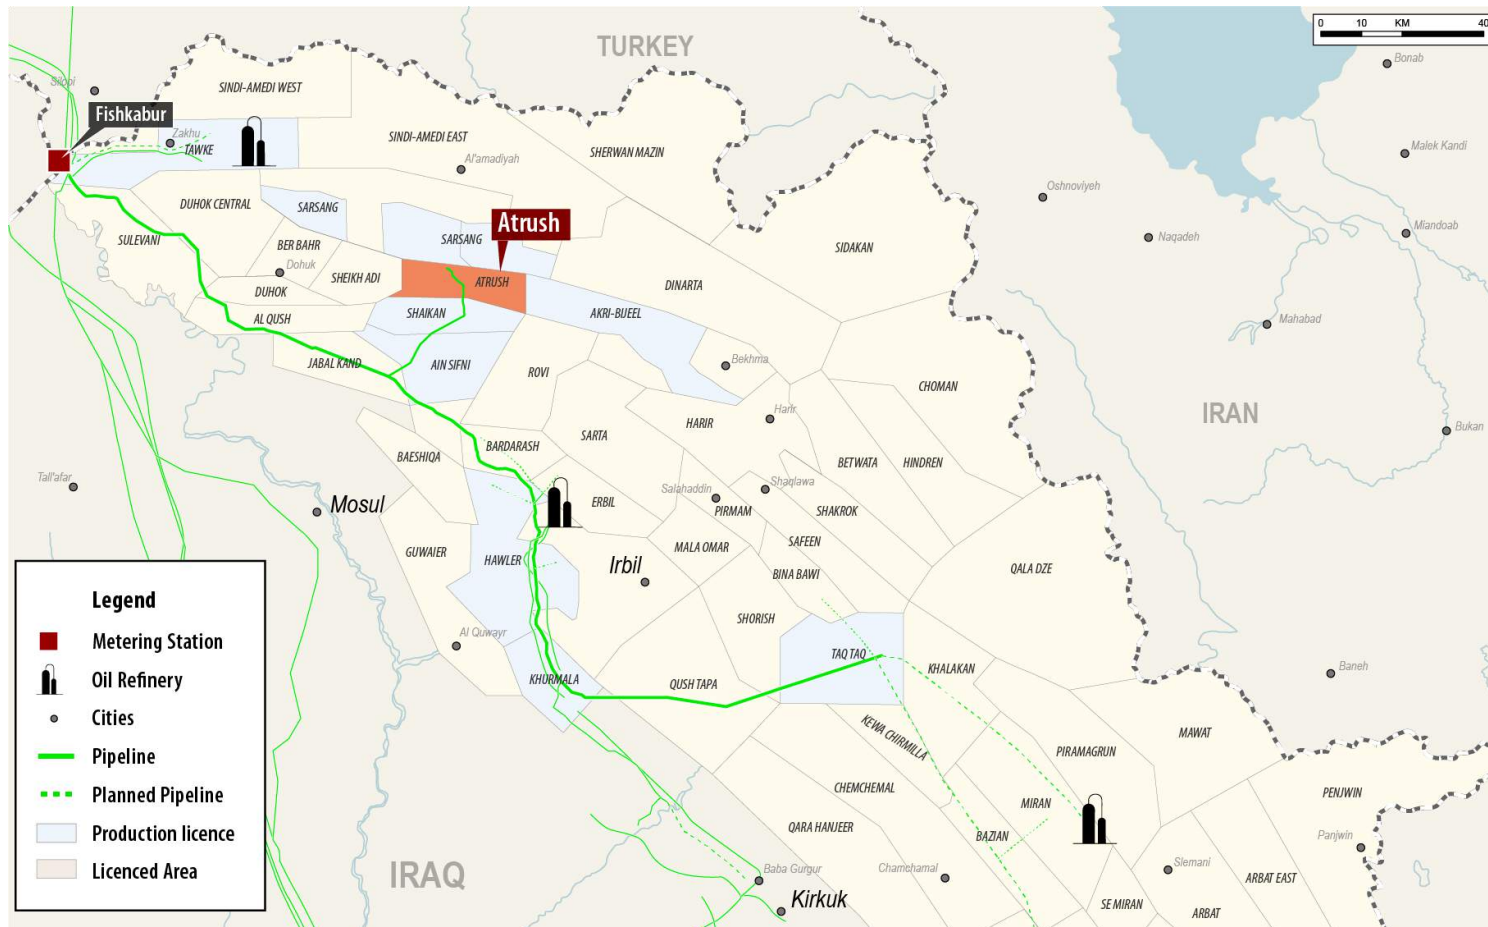 TURKEY
0 10 KM 40
Bonab
Silopi
SINDI-AMEDI WEST
Fishkabur
Zakhu
TAWKE
SINDI-AMEDI EAST
SHERWAN MAZIN
Al'amadiyah
Malek Kandi
Oshnoviyeh
DUHOK CENTRAL
SARSANG
Atrush
SULEVANI
BER BAHR
SARSANG
SIDAKAN
Naqadeh
Miandoab
Dohuk
SHEIKH ADI
ATRUSH
DINARTA
DUHOK
AL QUSH
SHAIKAN
AKRI-BIJEEL
Mahabad
JABAL KAND
AIN SIFNI
ROVI
Bekhma
CHOMAN
IRAN
Harir
HARIR
Bukan
BAESHIQA
BARDARASH
SARTA
BETWATA
HINDREN
Tall'afar
Mosul
Salahaddin
Shaqlawa
ERBIL
PIRMAM
SHAKROK
GUWAIER
HAWLER
MALA OMAR
SAFEEN
Irbil
BINA BAWI
QALA DZE
SHORISH
Al Quwayr
TAQ TAQ
KHALAKAN
Baneh
KHURMALA
QUSH TAPA
KEWA CHIRMILLA
PIRAMAGRUN
MAWAT
CHEMCHEMAL
MIRAN
PENJWIN
QARA HANJEER
BAZIAN
Panjwin
IRAQ
Baba Gurgur
Chamchamal
Slemani
ARBAT EAST
Kirkuk
SE MIRAN
ARBAT
Legend
Metering Station
Oil Refinery
Cities
Pipeline
Planned Pipeline
Production licence
Licenced Area